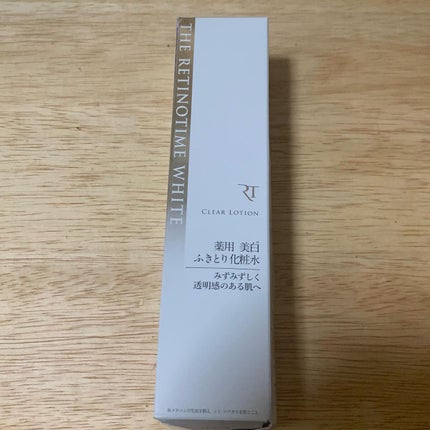 THE RETINOTIME WHITE
RT
CLEAR LOTION
薬用 美白
ふきとり化粧水
みずみずしく
透明感のある肌へ